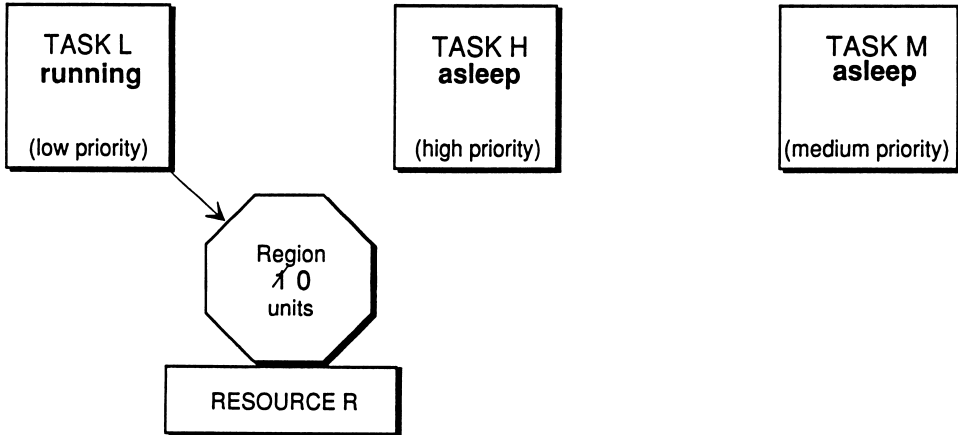 TASK L
running
(low priority)
TASK H
asleep
(high priority)
TASK M
asleep
(medium priority)
Region
1 0
units
RESOURCE R